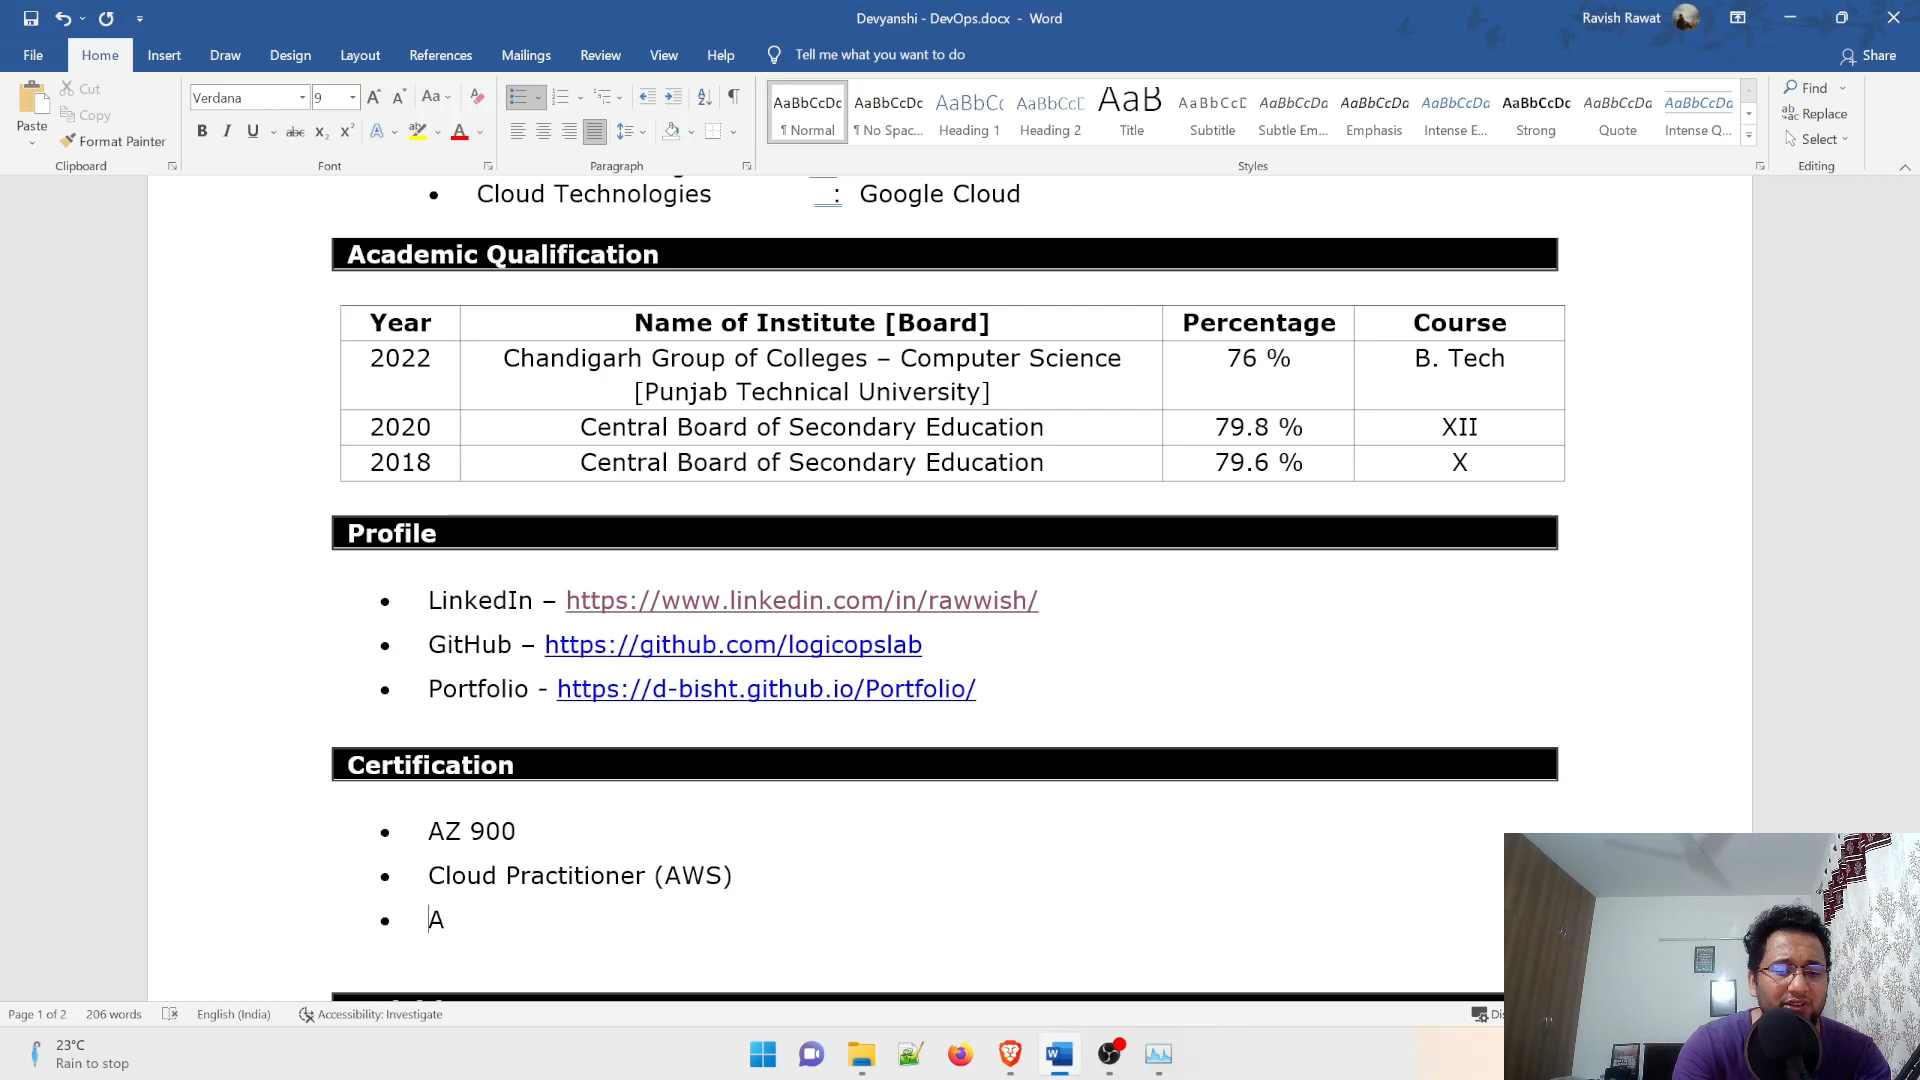 Devyanshi - DevOps.docx - Word
Ravish Rawat
File Home Insert Draw Design Layout References Mailings Review View Help Tell me what you want to do
Share
Paste
Cut
Copy
Format Painter
Clipboard
Verdana 9
Font
Paragraph
AaBbCcDc
¶ Normal
AaBbCcDc
¶ No Spac...
AaBbCc
Heading 1
AaBbCcD
Heading 2
AaB
Title
AaBbCcD
Subtitle
AaBbCcDd
Subtle Em...
AaBbCcDd
Emphasis
AaBbCcDd
Intense E...
AaBbCcDc
Strong
AaBbCcDd
Quote
AaBbCcDd
Intense Q...
Styles
Find
Replace
Select
Editing
• Cloud Technologies : Google Cloud
Academic Qualification
Year Name of Institute [Board] Percentage Course
2022 Chandigarh Group of Colleges – Computer Science 76 % B. Tech
[Punjab Technical University]
2020 Central Board of Secondary Education 79.8 % XII
2018 Central Board of Secondary Education 79.6 % X
Profile
• LinkedIn – https://www.linkedin.com/in/rawwish/
• GitHub – https://github.com/logicopslab
• Portfolio - https://d-bisht.github.io/Portfolio/
Certification
• AZ 900
• Cloud Practitioner (AWS)
• A
Page 1 of 2 206 words English (India) Accessibility: Investigate
23°C
Rain to stop